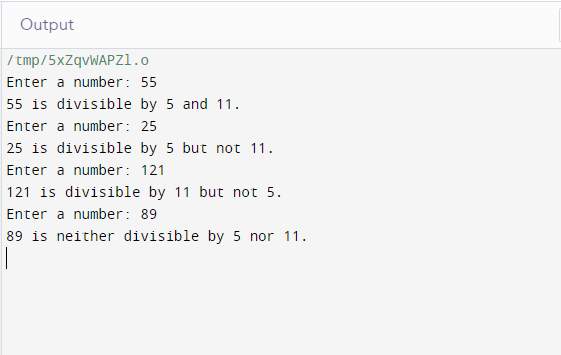 Output
/tmp/5xZqvWAPZl.o
Enter a number: 55
55 is divisible by 5 and 11.
Enter a number: 25
25 is divisible by 5 but not 11.
Enter a number: 121
121 is divisible by 11 but not 5.
Enter a number: 89
89 is neither divisible by 5 nor 11.